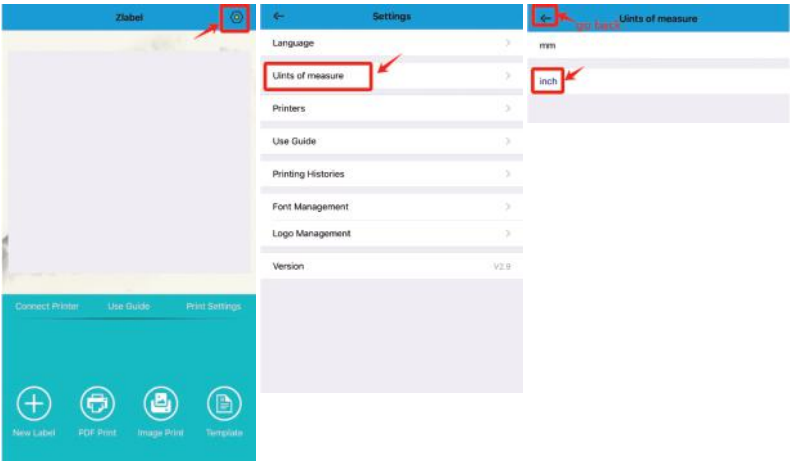 Zlabel
Connect Printer
Use Guide
Print Settings
New Label
PDF Print
Image Print
Template
Settings
Language
Uints of measure
Printers
Use Guide
Printing Histories
Font Management
Logo Management
Version
V2.9
go back
Uints of measure
mm
inch